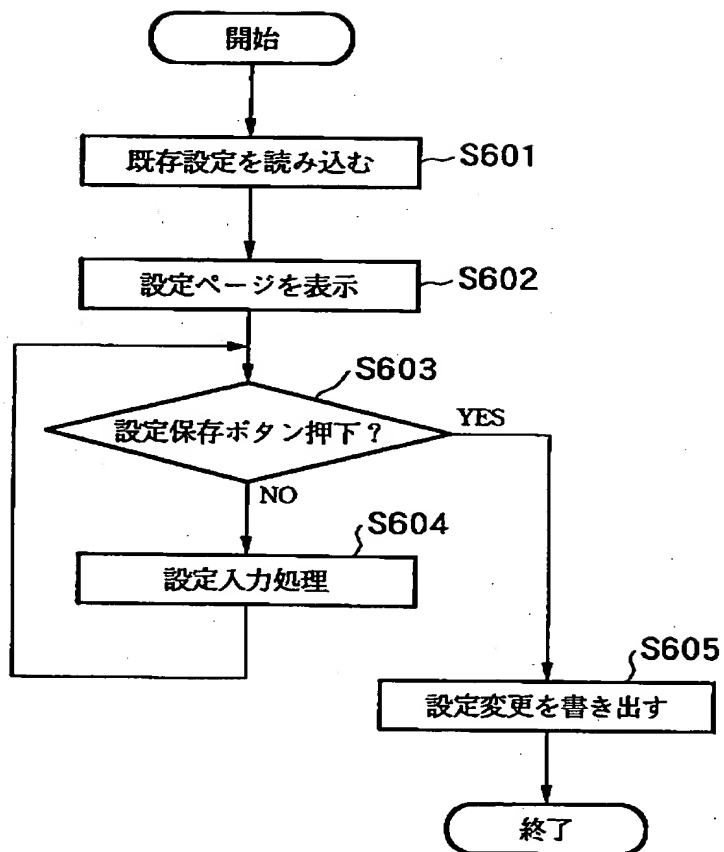 開始
既存設定を読み込む
S601
設定ページを表示
S602
S603
設定保存ボタン押下？
YES
NO
S604
設定入力処理
S605
設定変更を書き出す
終了